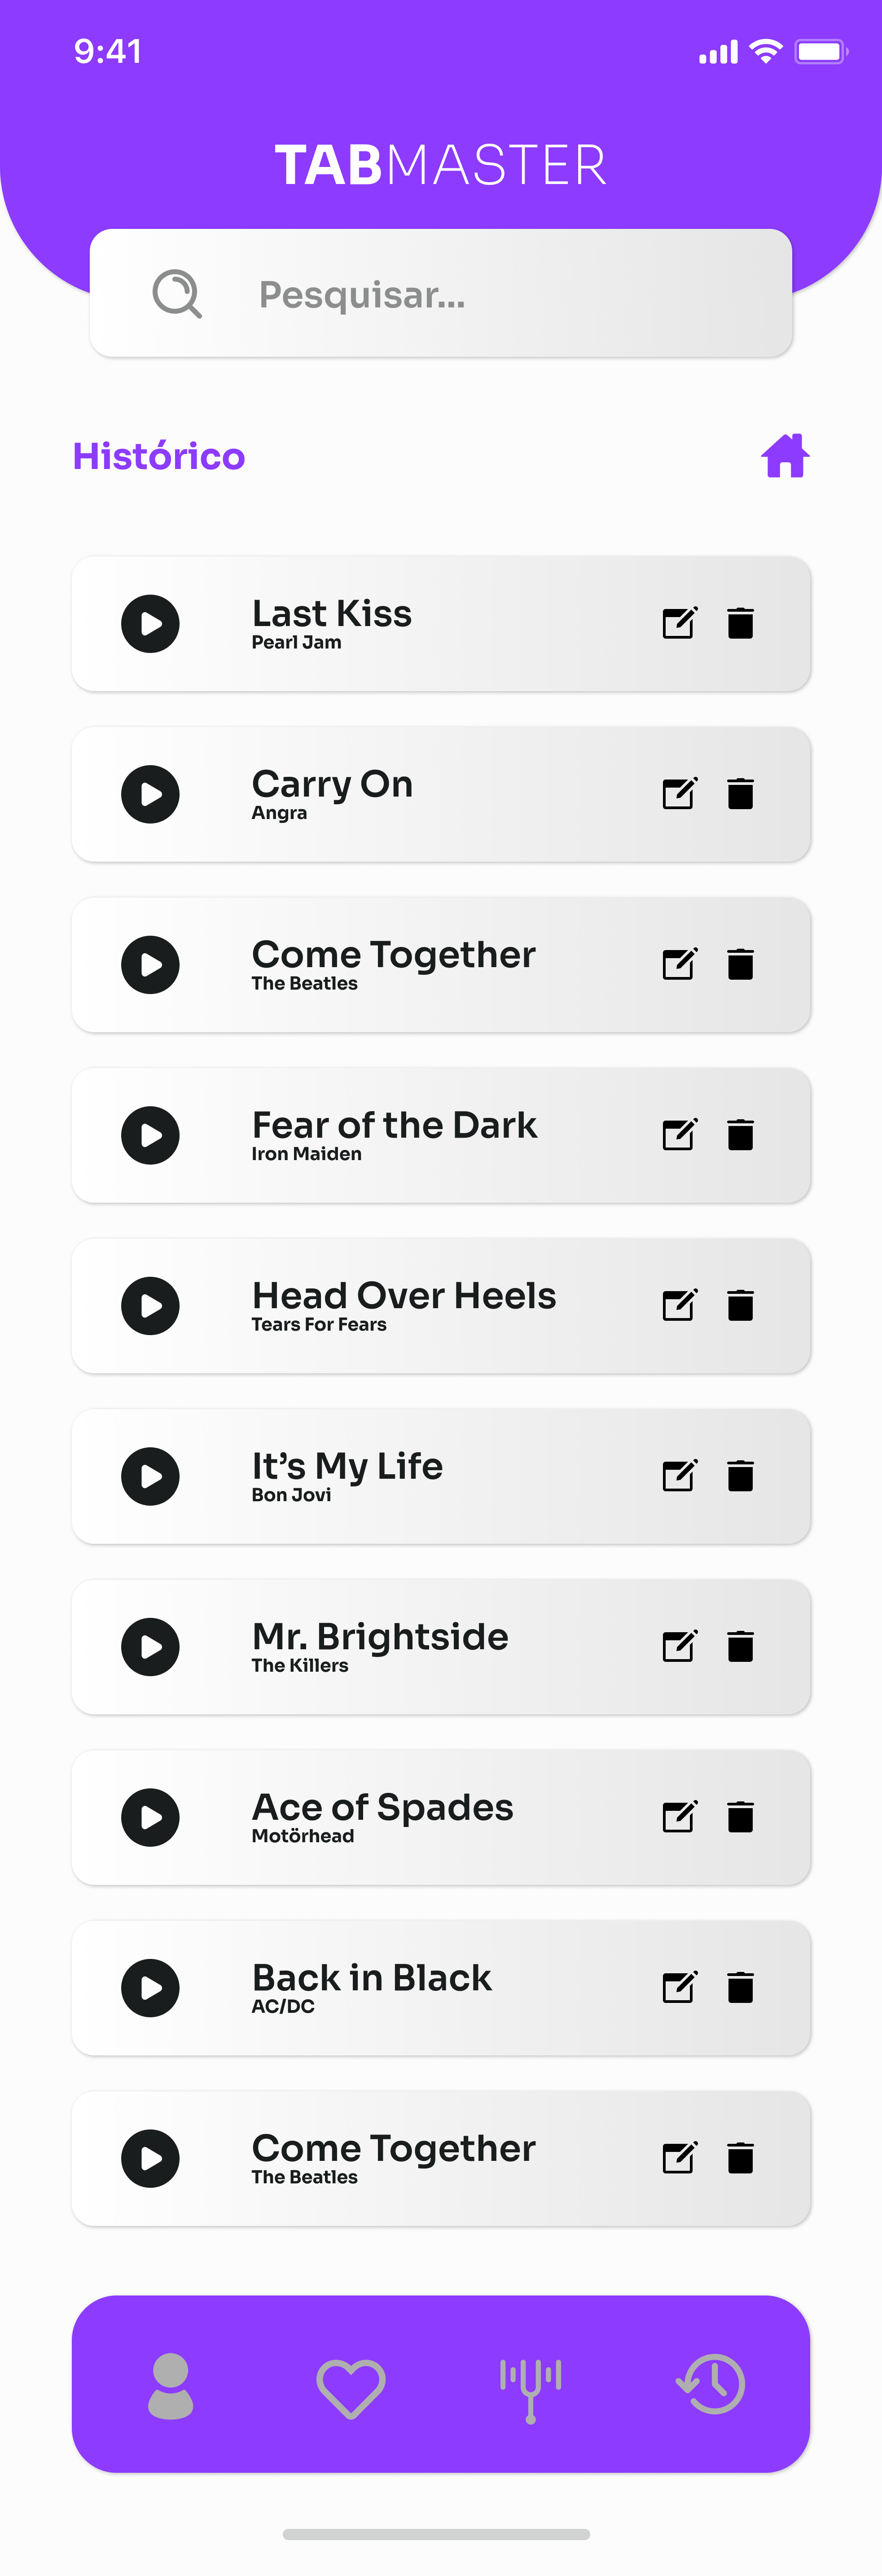 9:41
TABMASTER
Pesquisar...
Histórico
Last Kiss
Pearl Jam
Carry On
Angra
Come Together
The Beatles
Fear of the Dark
Iron Maiden
Head Over Heels
Tears For Fears
It’s My Life
Bon Jovi
Mr. Brightside
The Killers
Ace of Spades
Motörhead
Back in Black
AC/DC
Come Together
The Beatles